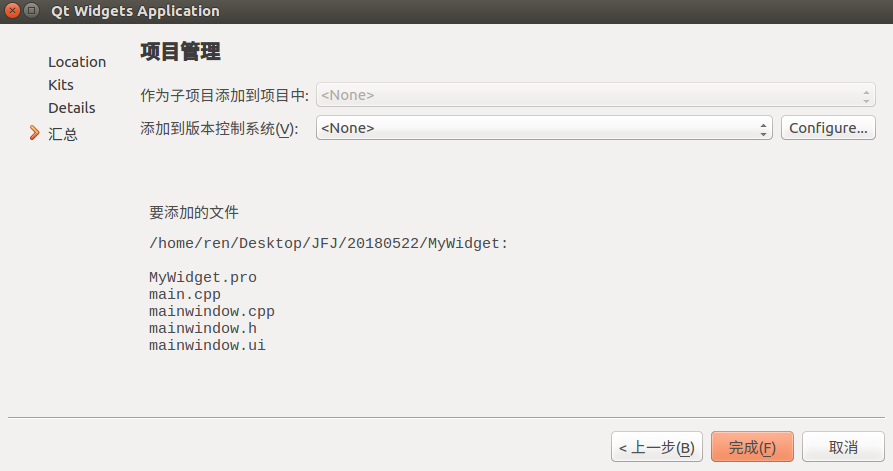 Qt Widgets Application
Location
Kits
Details
汇总
项目管理
作为子项目添加到项目中: <None>
添加到版本控制系统(V): <None> Configure...
要添加的文件
/home/ren/Desktop/JFJ/20180522/MyWidget:
MyWidget.pro
main.cpp
mainwindow.cpp
mainwindow.h
mainwindow.ui
< 上一步(B) 完成(F) 取消